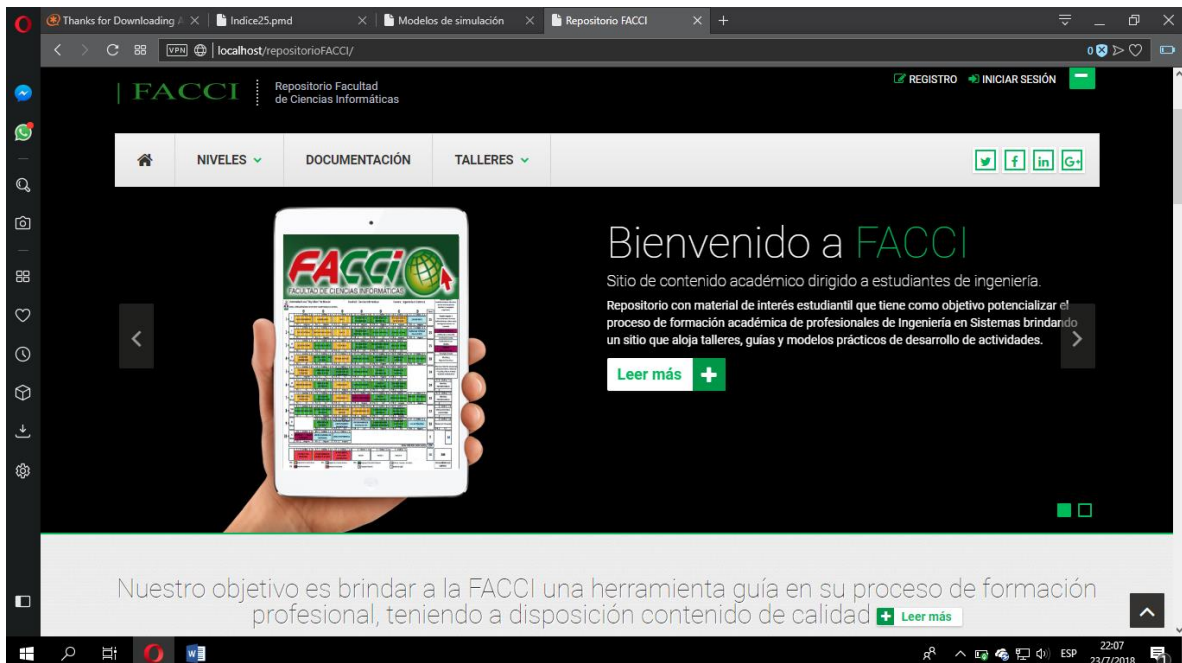 Thanks for Downloading A
Indice25.pmd
Modelos de simulación
Repositorio FACCI
VPN
localhost/repositorioFACCI/
0
| FACCI
Repositorio Facultad
de Ciencias Informáticas
REGISTRO
INICIAR SESIÓN
NIVELES
DOCUMENTACIÓN
TALLERES
FACCI
FACULTAD DE CIENCIAS INFORMÁTICAS
Bienvenido a FACCI
Sitio de contenido académico dirigido a estudiantes de ingeniería.
Repositorio con material de interés estudiantil que tiene como objetivo potencializar el
proceso de formación académica de profesionales de Ingeniería en Sistemas brindando
un sitio que aloja talleres, guías y modelos prácticos de desarrollo de actividades.
Leer más
Nuestro objetivo es brindar a la FACCI una herramienta guía en su proceso de formación
profesional, teniendo a disposición contenido de calidad
Leer más
ESP
22:07
23/7/2018